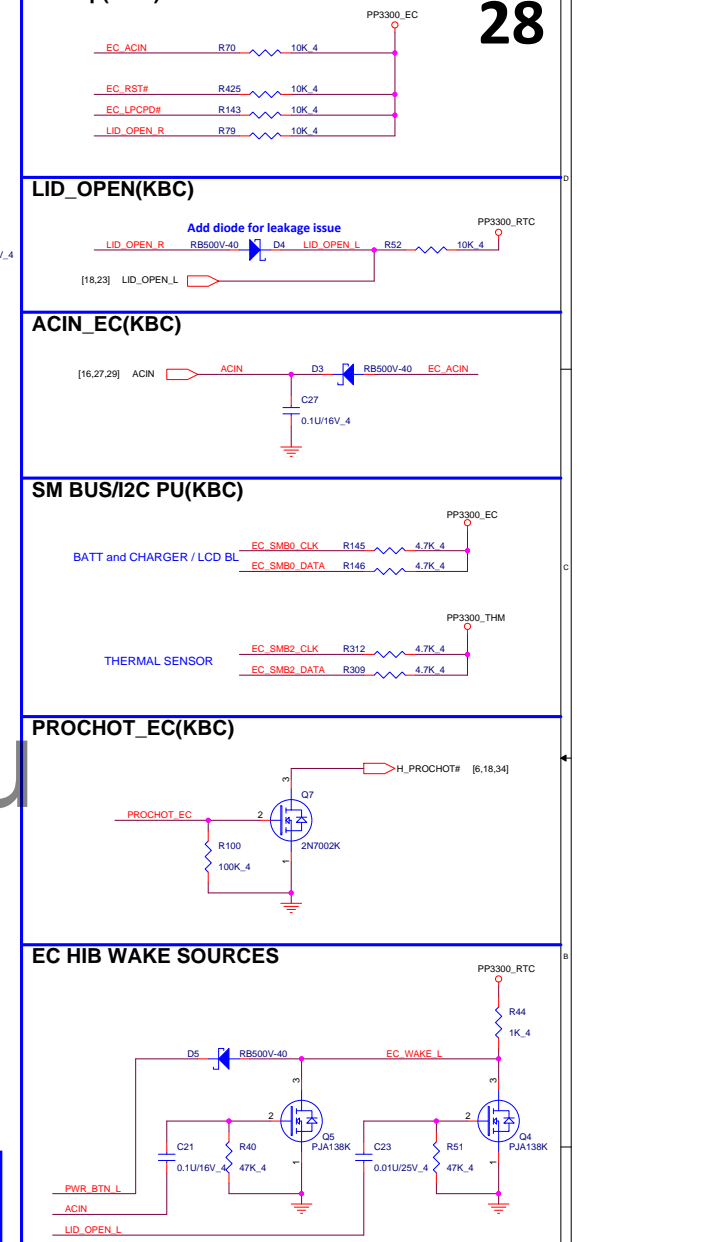 28
PP3300_EC
EC_ACIN R70 10K_4
EC_RST# R425 10K_4
EC_LPCPD# R143 10K_4
LID_OPEN_R R79 10K_4
D
LID_OPEN(KBC)
Add diode for leakage issue
PP3300_RTC
LID_OPEN_R RB500V-40 D4 LID_OPEN_L R52 10K_4
[18,23] LID_OPEN_L
ACIN_EC(KBC)
[16,27,29] ACIN ACIN D3 RB500V-40 EC_ACIN
C27
0.1U/16V_4
SM BUS/I2C PU(KBC)
PP3300_EC
EC_SMB0_CLK R145 4.7K_4
BATT and CHARGER / LCD BL
EC_SMB0_DATA R146 4.7K_4
C
PP3300_THM
EC_SMB2_CLK R312 4.7K_4
THERMAL SENSOR
EC_SMB2_DATA R309 4.7K_4
PROCHOT_EC(KBC)
H_PROCHOT# [6,18,34]
3
Q7
PROCHOT_EC 2
R100 2N7002K
1
100K_4
EC HIB WAKE SOURCES
B
PP3300_RTC
R44
1K_4
D5 RB500V-40 EC_WAKE_L
3 3
2 2
Q5 Q4
C21 R40 PJA138K C23 R51 PJA138K
1 1
0.1U/16V_4 47K_4 0.01U/25V_4 47K_4
PWR_BTN_L
ACIN
LID_OPEN_L